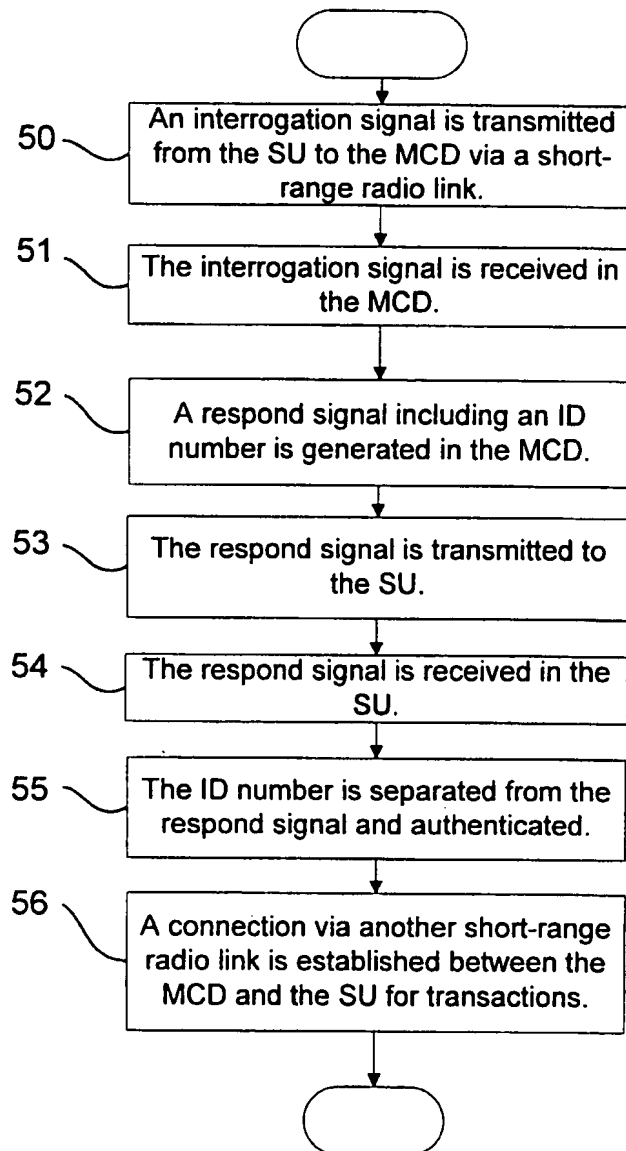 50
An interrogation signal is transmitted
from the SU to the MCD via a short-
range radio link.
51
The interrogation signal is received in
the MCD.
52
A respond signal including an ID
number is generated in the MCD.
53
The respond signal is transmitted to
the SU.
54
The respond signal is received in the
SU.
55
The ID number is separated from the
respond signal and authenticated.
56
A connection via another short-range
radio link is established between the
MCD and the SU for transactions.